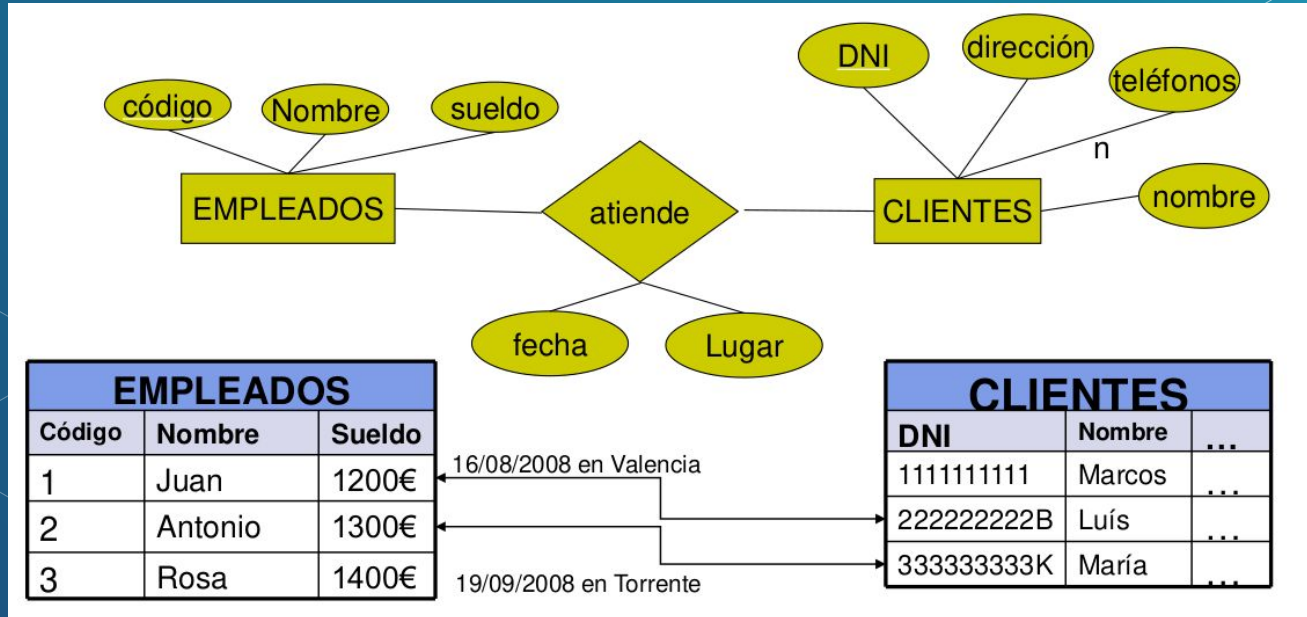 DNI
dirección
teléfonos
código
Nombre
sueldo
n
nombre
EMPLEADOS
atiende
CLIENTES
fecha
Lugar
EMPLEADOS
Código Nombre Sueldo
1 Juan 1200€
2 Antonio 1300€
3 Rosa 1400€
16/08/2008 en Valencia
19/09/2008 en Torrente
CLIENTES
DNI Nombre ...
1111111111 Marcos ...
222222222B Luís ...
333333333K María ...